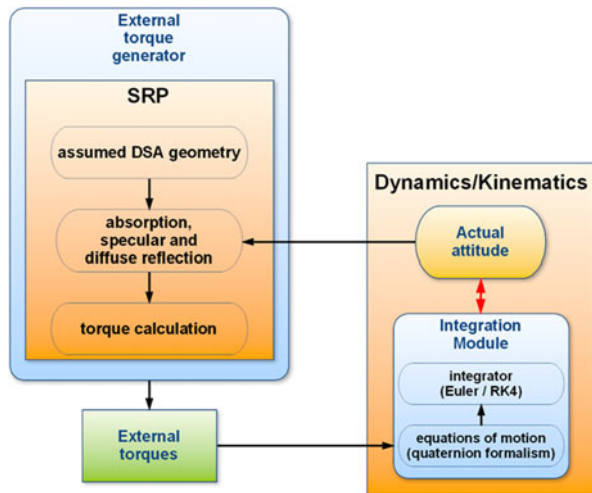 External
torque
generator
SRP
assumed DSA geometry
absorption,
specular and
diffuse reflection
torque calculation
External
torques
Dynamics/Kinematics
Actual
attitude
Integration
Module
integrator
(Euler / RK4)
equations of motion
(quaternion formalism)